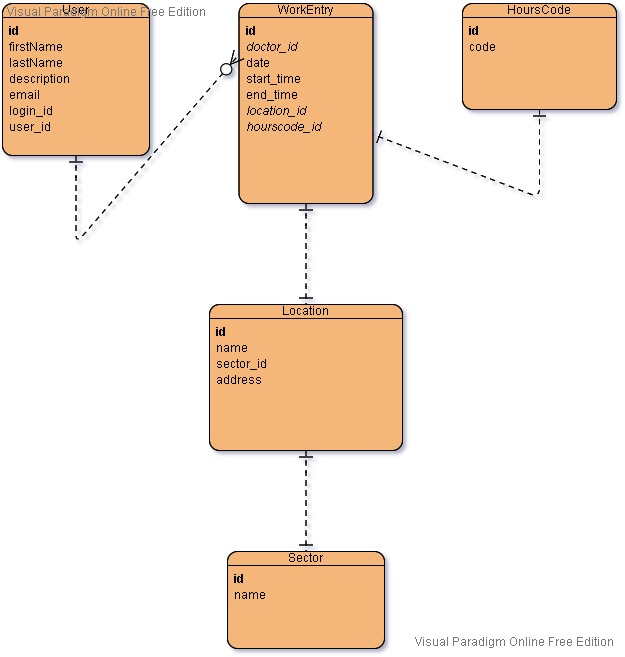 User
Visual Paradigm Online Free Edition
id
firstName
lastName
description
email
login_id
user_id
WorkEntry
id
doctor_id
date
start_time
end_time
location_id
hourscode_id
HoursCode
id
code
Location
id
name
sector_id
address
Sector
id
name
Visual Paradigm Online Free Edition